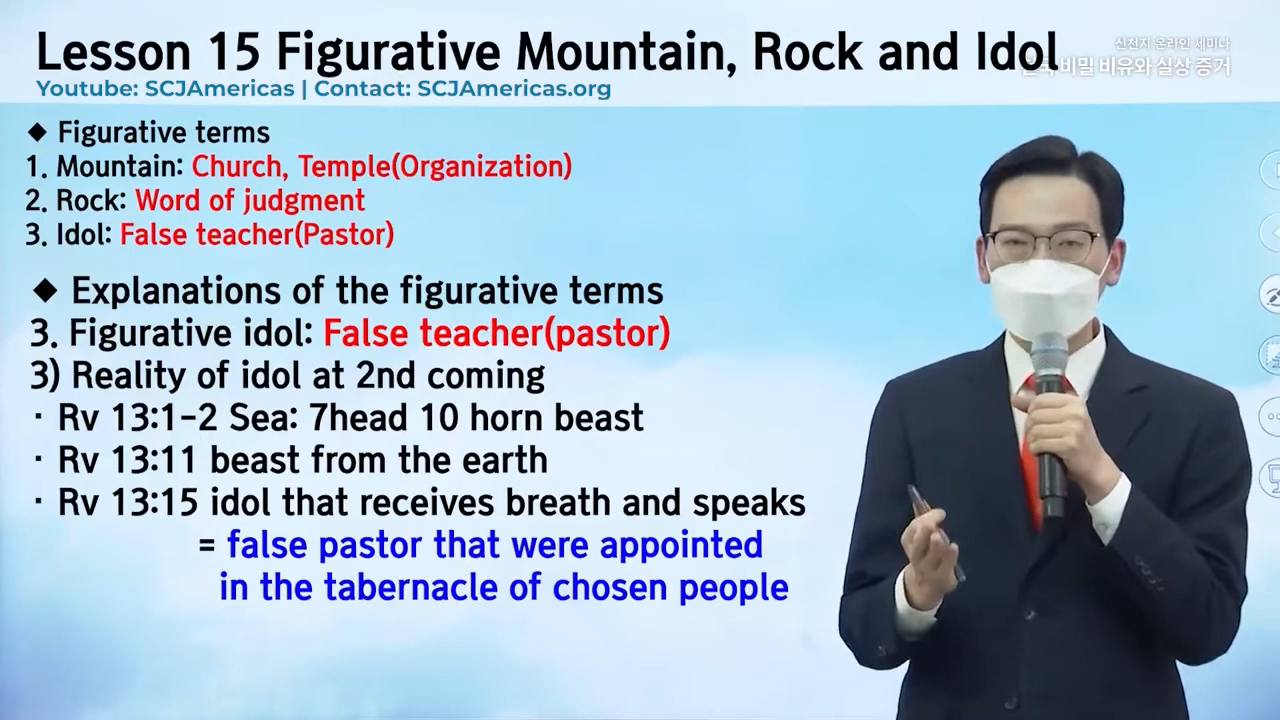 Lesson 15 Figurative Mountain, Rock and Idol
신천지 온라인 세미나
비밀 비유와 실상 증거
Youtube: SCJAmericas | Contact: SCJAmericas.org
◆ Figurative terms
1. Mountain: Church, Temple(Organization)
2. Rock: Word of judgment
3. Idol: False teacher(Pastor)
◆ Explanations of the figurative terms
3. Figurative idol: False teacher(pastor)
3) Reality of idol at 2nd coming
· Rv 13:1-2 Sea: 7head 10 horn beast
· Rv 13:11 beast from the earth
· Rv 13:15 idol that receives breath and speaks
= false pastor that were appointed
in the tabernacle of chosen people